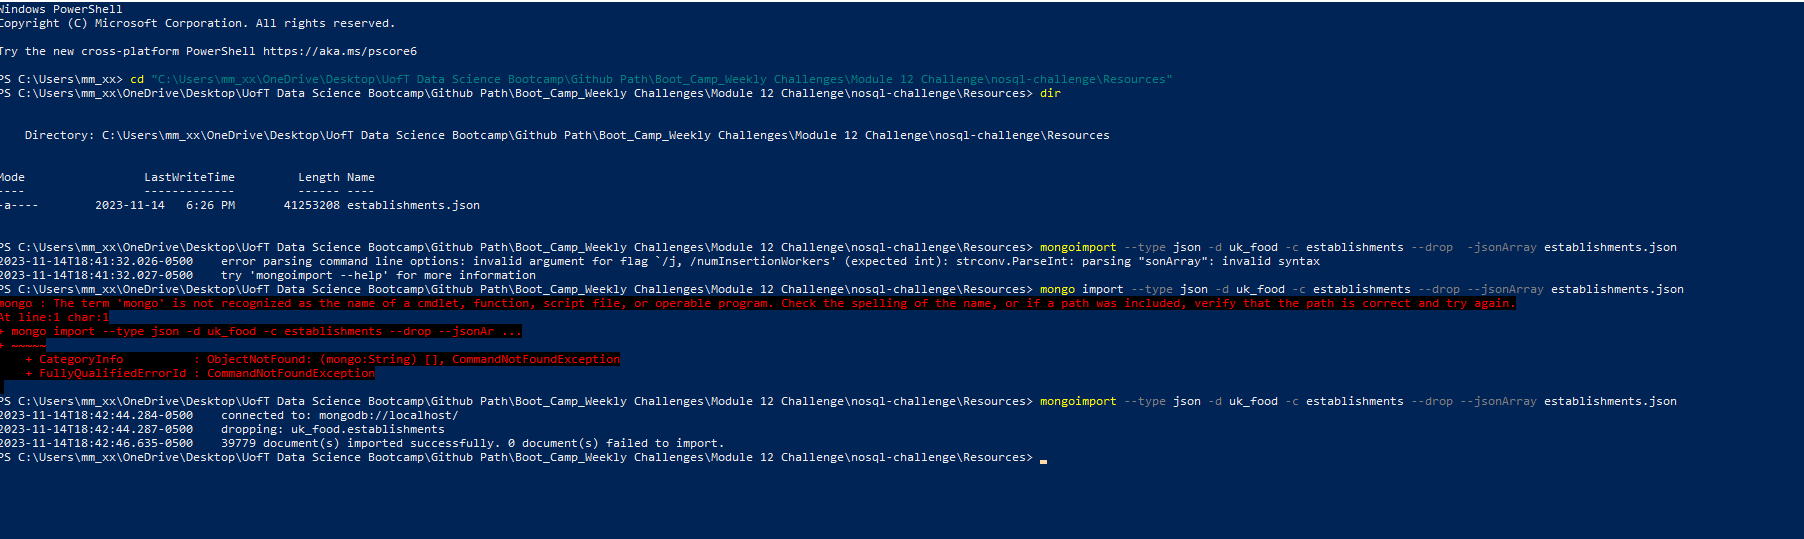 Windows PowerShell
Copyright (C) Microsoft Corporation. All rights reserved.
Try the new cross-platform PowerShell https://aka.ms/pscore6
PS C:\Users\mm_xx> cd "C:\Users\mm_xx\OneDrive\Desktop\UofT Data Science Bootcamp\Github Path\Boot_Camp_Weekly Challenges\Module 12 Challenge\nosql-challenge\Resources"
PS C:\Users\mm_xx\OneDrive\Desktop\UofT Data Science Bootcamp\Github Path\Boot_Camp_Weekly Challenges\Module 12 Challenge\nosql-challenge\Resources> dir
Directory: C:\Users\mm_xx\OneDrive\Desktop\UofT Data Science Bootcamp\Github Path\Boot_Camp_Weekly Challenges\Module 12 Challenge\nosql-challenge\Resources
Mode LastWriteTime Length Name
---- ------------- ------ ----
-a---- 2023-11-14 6:26 PM 41253208 establishments.json
PS C:\Users\mm_xx\OneDrive\Desktop\UofT Data Science Bootcamp\Github Path\Boot_Camp_Weekly Challenges\Module 12 Challenge\nosql-challenge\Resources> mongoimport --type json -d uk_food -c establishments --drop  -jsonArray establishments.json
2023-11-14T18:41:32.026-0500 error parsing command line options: invalid argument for flag `/j, /numInsertionWorkers' (expected int): strconv.ParseInt: parsing "sonArray": invalid syntax
2023-11-14T18:41:32.027-0500 try 'mongoimport --help' for more information
PS C:\Users\mm_xx\OneDrive\Desktop\UofT Data Science Bootcamp\Github Path\Boot_Camp_Weekly Challenges\Module 12 Challenge\nosql-challenge\Resources> mongo import --type json -d uk_food -c establishments --drop --jsonArray establishments.json
mongo : The term 'mongo' is not recognized as the name of a cmdlet, function, script file, or operable program. Check the spelling of the name, or if a path was included, verify that the path is correct and try again.
At line:1 char:1
+ mongo import --type json -d uk_food -c establishments --drop --jsonAr ...
+ ~~~~~
+ CategoryInfo : ObjectNotFound: (mongo:String) [], CommandNotFoundException
+ FullyQualifiedErrorId : CommandNotFoundException
PS C:\Users\mm_xx\OneDrive\Desktop\UofT Data Science Bootcamp\Github Path\Boot_Camp_Weekly Challenges\Module 12 Challenge\nosql-challenge\Resources> mongoimport --type json -d uk_food -c establishments --drop --jsonArray establishments.json
2023-11-14T18:42:44.284-0500 connected to: mongodb://localhost/
2023-11-14T18:42:44.287-0500 dropping: uk_food.establishments
2023-11-14T18:42:46.635-0500 39779 document(s) imported successfully. 0 document(s) failed to import.
PS C:\Users\mm_xx\OneDrive\Desktop\UofT Data Science Bootcamp\Github Path\Boot_Camp_Weekly Challenges\Module 12 Challenge\nosql-challenge\Resources>